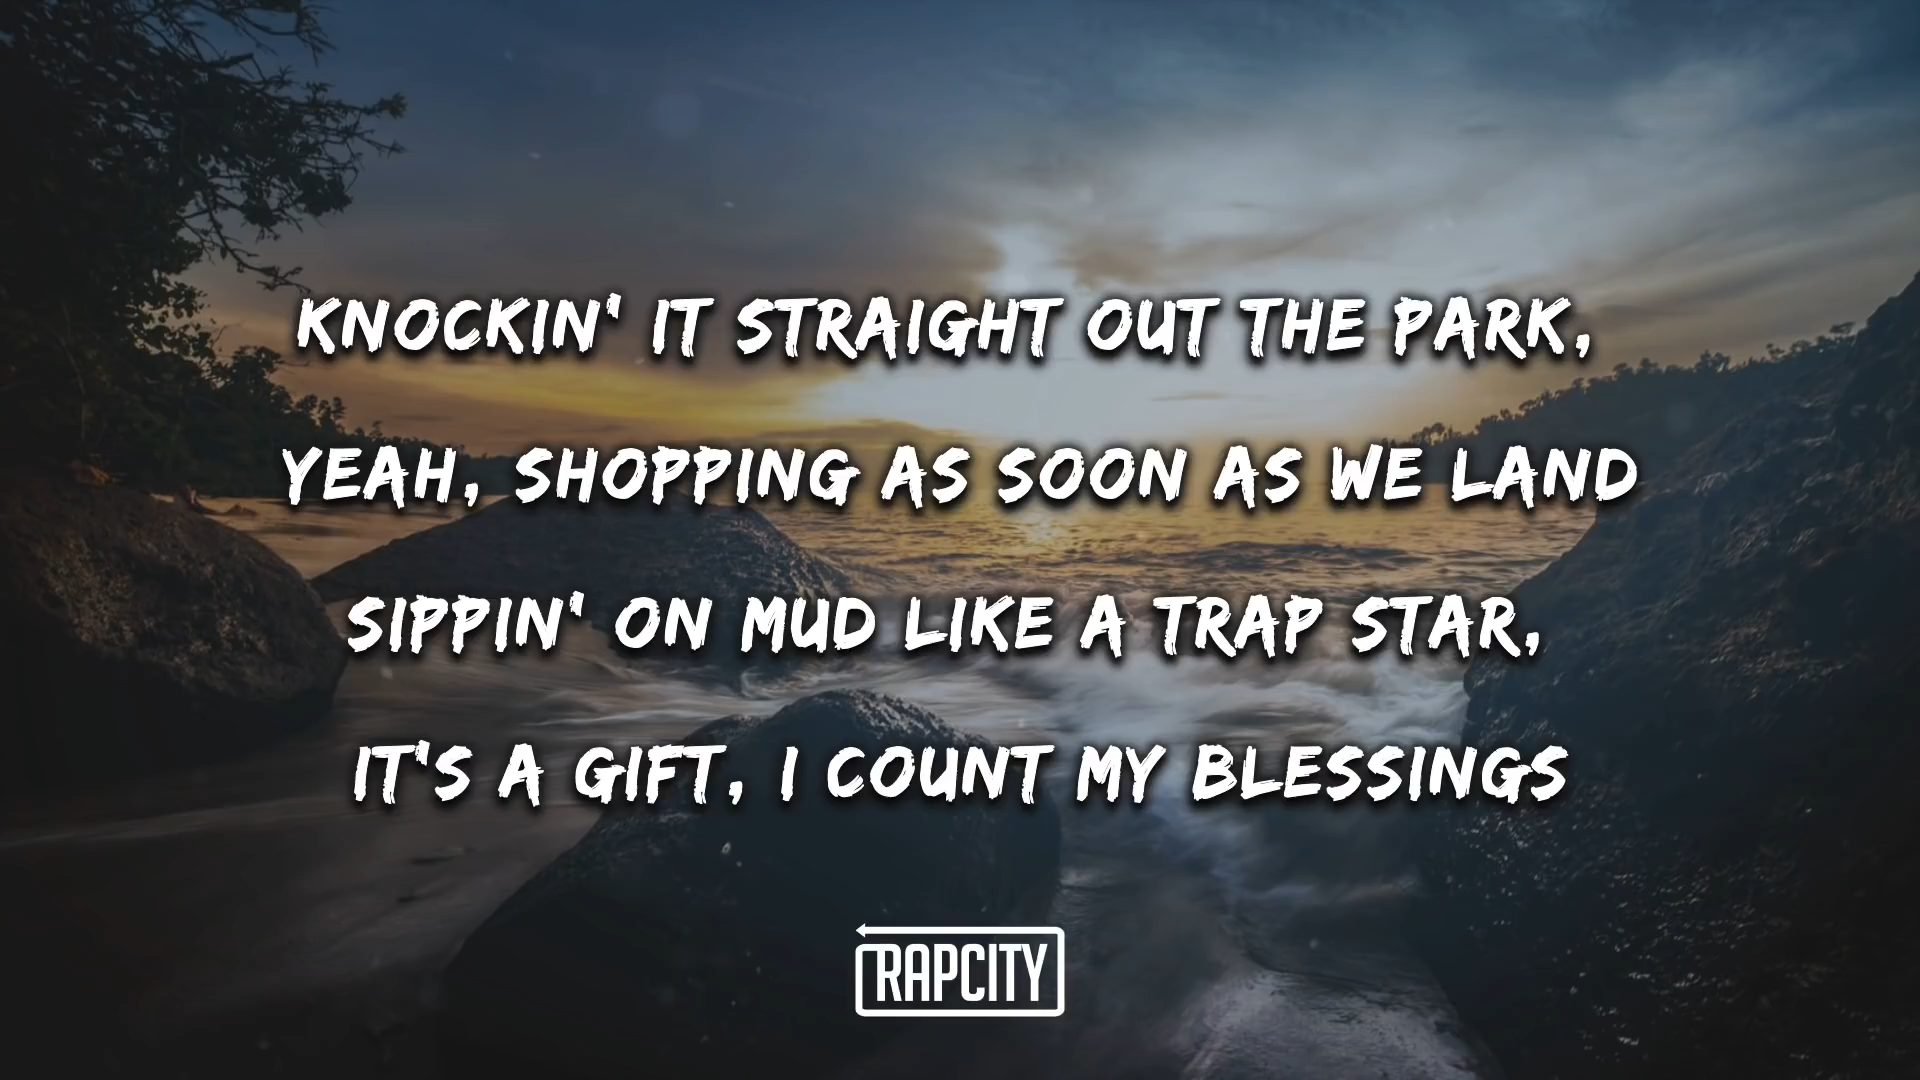 KNOCKIN' IT STRAIGHT OUT THE PARK,
YEAH, SHOPPING AS SOON AS WE LAND
SIPPIN' ON MUD LIKE A TRAP STAR,
IT'S A GIFT, I COUNT MY BLESSINGS
RAPCITY